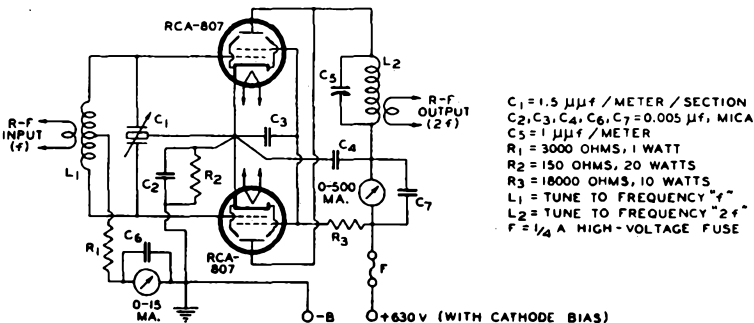 RCA-807
R-F
INPUT
(f)
L1
C1
C2
R2
C3
C4
C5
L2
R-F
OUTPUT
(2f)
0-500
MA.
C7
R3
RCA-
807
R1
C6
0-15
MA.
F
-B
+630 V (WITH CATHODE BIAS)
C1 = 1.5 μμf / METER / SECTION
C2, C3, C4, C6, C7 = 0.005 μf, MICA
C5 = 1 μμf / METER
R1 = 3000 OHMS, 1 WATT
R2 = 150 OHMS, 20 WATTS
R3 = 18000 OHMS, 10 WATTS
L1 = TUNE TO FREQUENCY "f"
L2 = TUNE TO FREQUENCY "2f"
F = 1/4 A HIGH-VOLTAGE FUSE